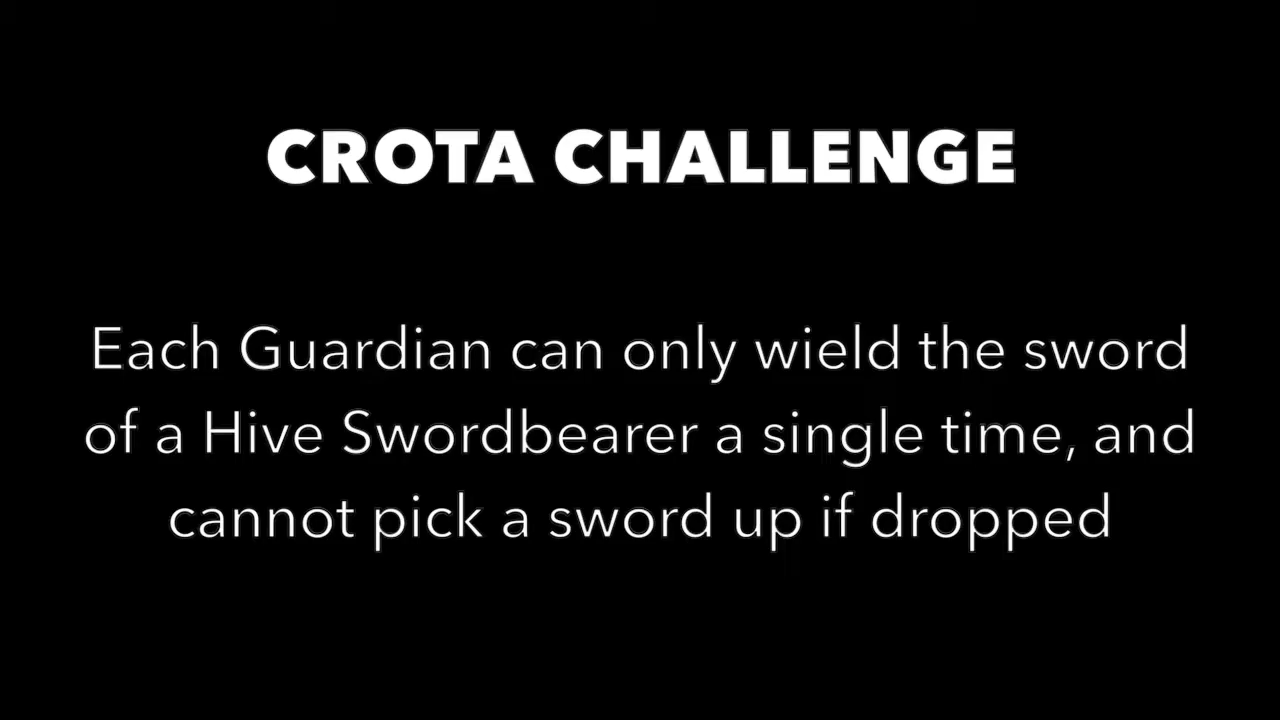 CROTA CHALLENGE
Each Guardian can only wield the sword
of a Hive Swordbearer a single time, and
cannot pick a sword up if dropped